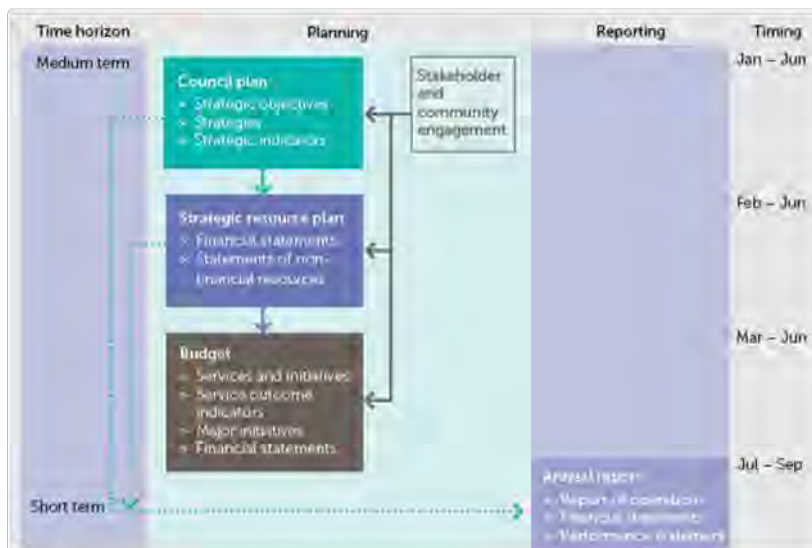 Time horizon
Planning
Reporting
Timing
Medium term
Jan – Jun
Council plan
» Strategic objectives
» Strategies
» Strategic indicators
Stakeholder
and
community
engagement
Feb – Jun
Strategic resource plan
» Financial statements
» Statements of non-
financial resources
Mar – Jun
Budget
» Services and initiatives
» Service outcome
indicators
» Major initiatives
» Financial statements
Jul – Sep
Annual report
» Report of operations
» Financial statements
» Performance statement
Short term